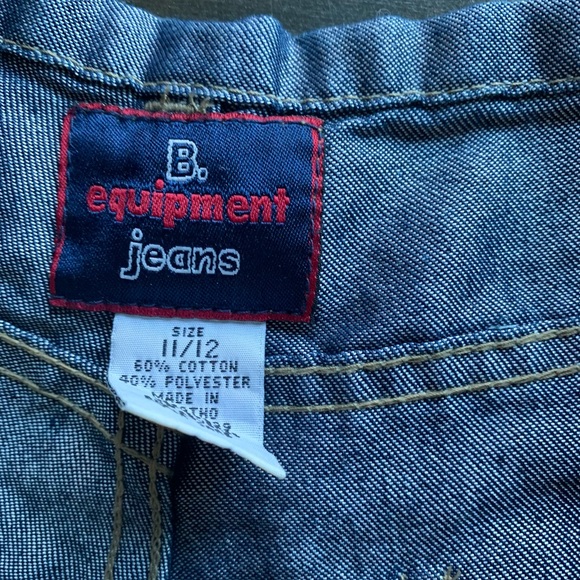 B.
equipment
jeans
SIZE
11/12
60% COTTON
40% POLYESTER
MADE IN